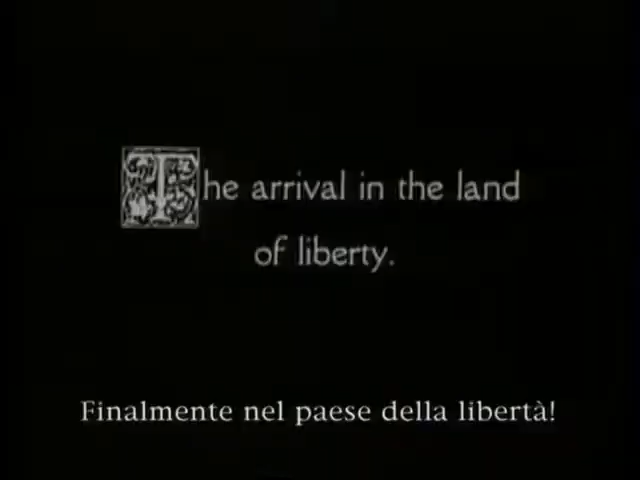 The arrival in the land
of liberty.
Finalmente nel paese della libertà!